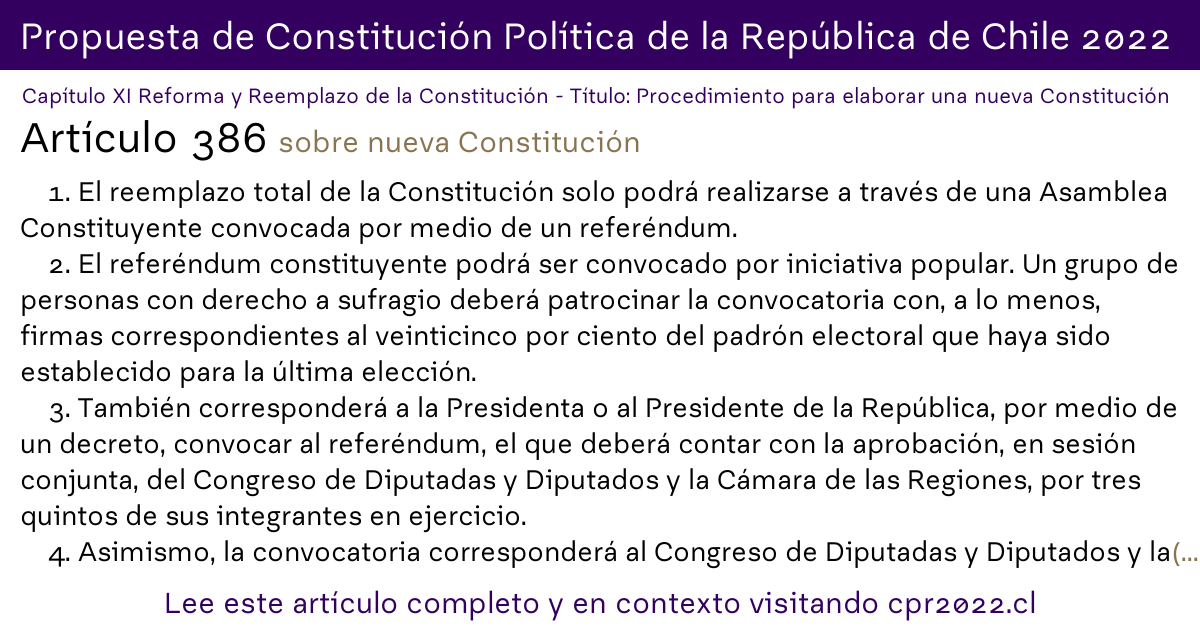 Propuesta de Constitución Política de la República de Chile 2022
Capítulo XI Reforma y Reemplazo de la Constitución - Título: Procedimiento para elaborar una nueva Constitución
Artículo 386 sobre nueva Constitución
1. El reemplazo total de la Constitución solo podrá realizarse a través de una Asamblea
Constituyente convocada por medio de un referéndum.
2. El referéndum constituyente podrá ser convocado por iniciativa popular. Un grupo de
personas con derecho a sufragio deberá patrocinar la convocatoria con, a lo menos,
firmas correspondientes al veinticinco por ciento del padrón electoral que haya sido
establecido para la última elección.
3. También corresponderá a la Presidenta o al Presidente de la República, por medio de
un decreto, convocar al referéndum, el que deberá contar con la aprobación, en sesión
conjunta, del Congreso de Diputadas y Diputados y la Cámara de las Regiones, por tres
quintos de sus integrantes en ejercicio.
4. Asimismo, la convocatoria corresponderá al Congreso de Diputadas y Diputados y la(...
Lee este artículo completo y en contexto visitando cpr2022.cl